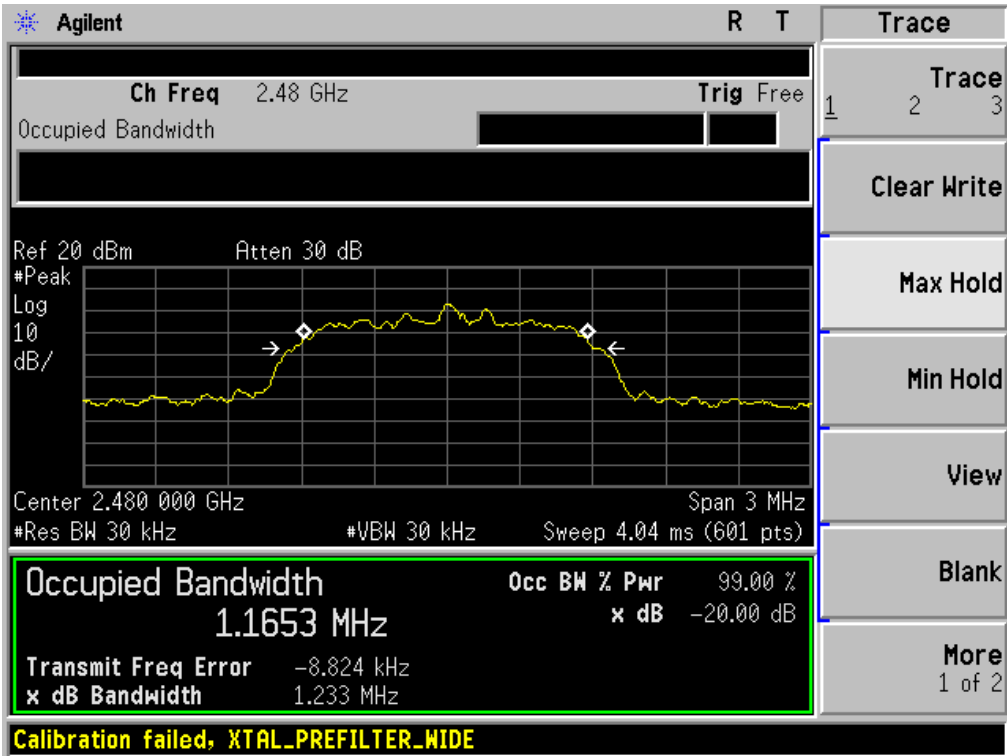 Agilent R T
Ch Freq 2.48 GHz Trig Free
Occupied Bandwidth
Ref 20 dBm Atten 30 dB
#Peak
Log
10
dB/
Center 2.480 000 GHz Span 3 MHz
#Res BW 30 kHz #VBW 30 kHz Sweep 4.04 ms (601 pts)
Occupied Bandwidth Occ BW % Pwr 99.00 %
1.1653 MHz x dB -20.00 dB
Transmit Freq Error -8.824 kHz
x dB Bandwidth 1.233 MHz
Calibration failed, XTAL_PREFILTER_WIDE
Trace
Trace
1 2 3
Clear Write
Max Hold
Min Hold
View
Blank
More
1 of 2